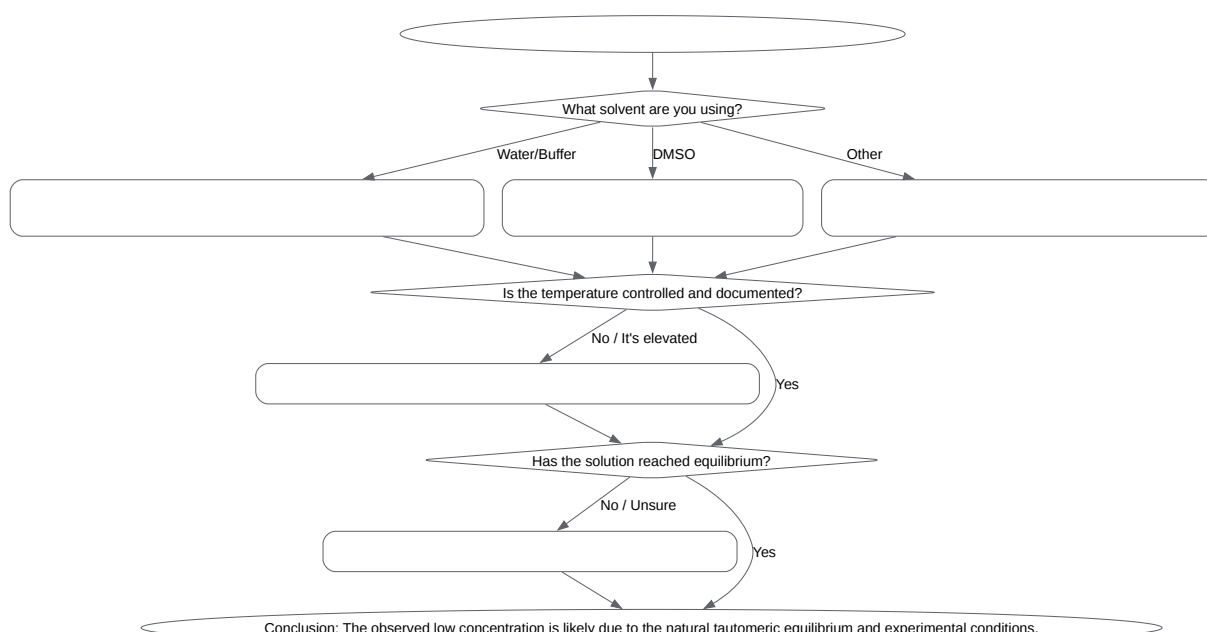 What solvent are you using?
Water/Buffer
DMSO
Other
Is the temperature controlled and documented?
No / It's elevated
Yes
Has the solution reached equilibrium?
No / Unsure
Yes
Conclusion: The observed low concentration is likely due to the natural tautomeric equilibrium and experimental conditions.